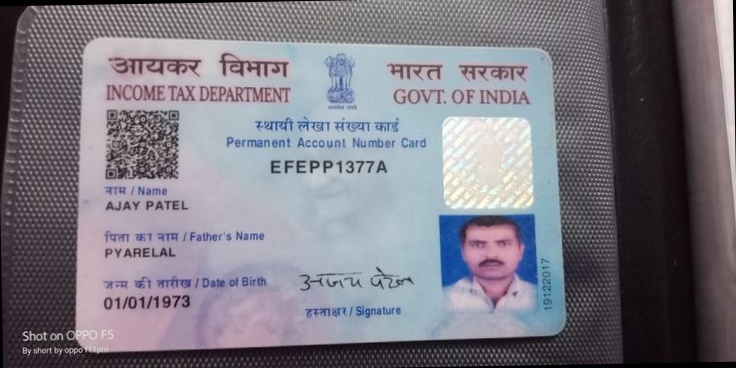 आयकर विभाग
INCOME TAX DEPARTMENT
भारत सरकार
GOVT. OF INDIA
स्थायी लेखा संख्या कार्ड
Permanent Account Number Card
EFEPP1377A
नाम / Name
AJAY PATEL
पिता का नाम / Father's Name
PYARELAL
जन्म की तारीख / Date of Birth
01/01/1973
अजय पटेल
हस्ताक्षर / Signature
19122017
Shot on OPPO F5
By short by oppo f11pro